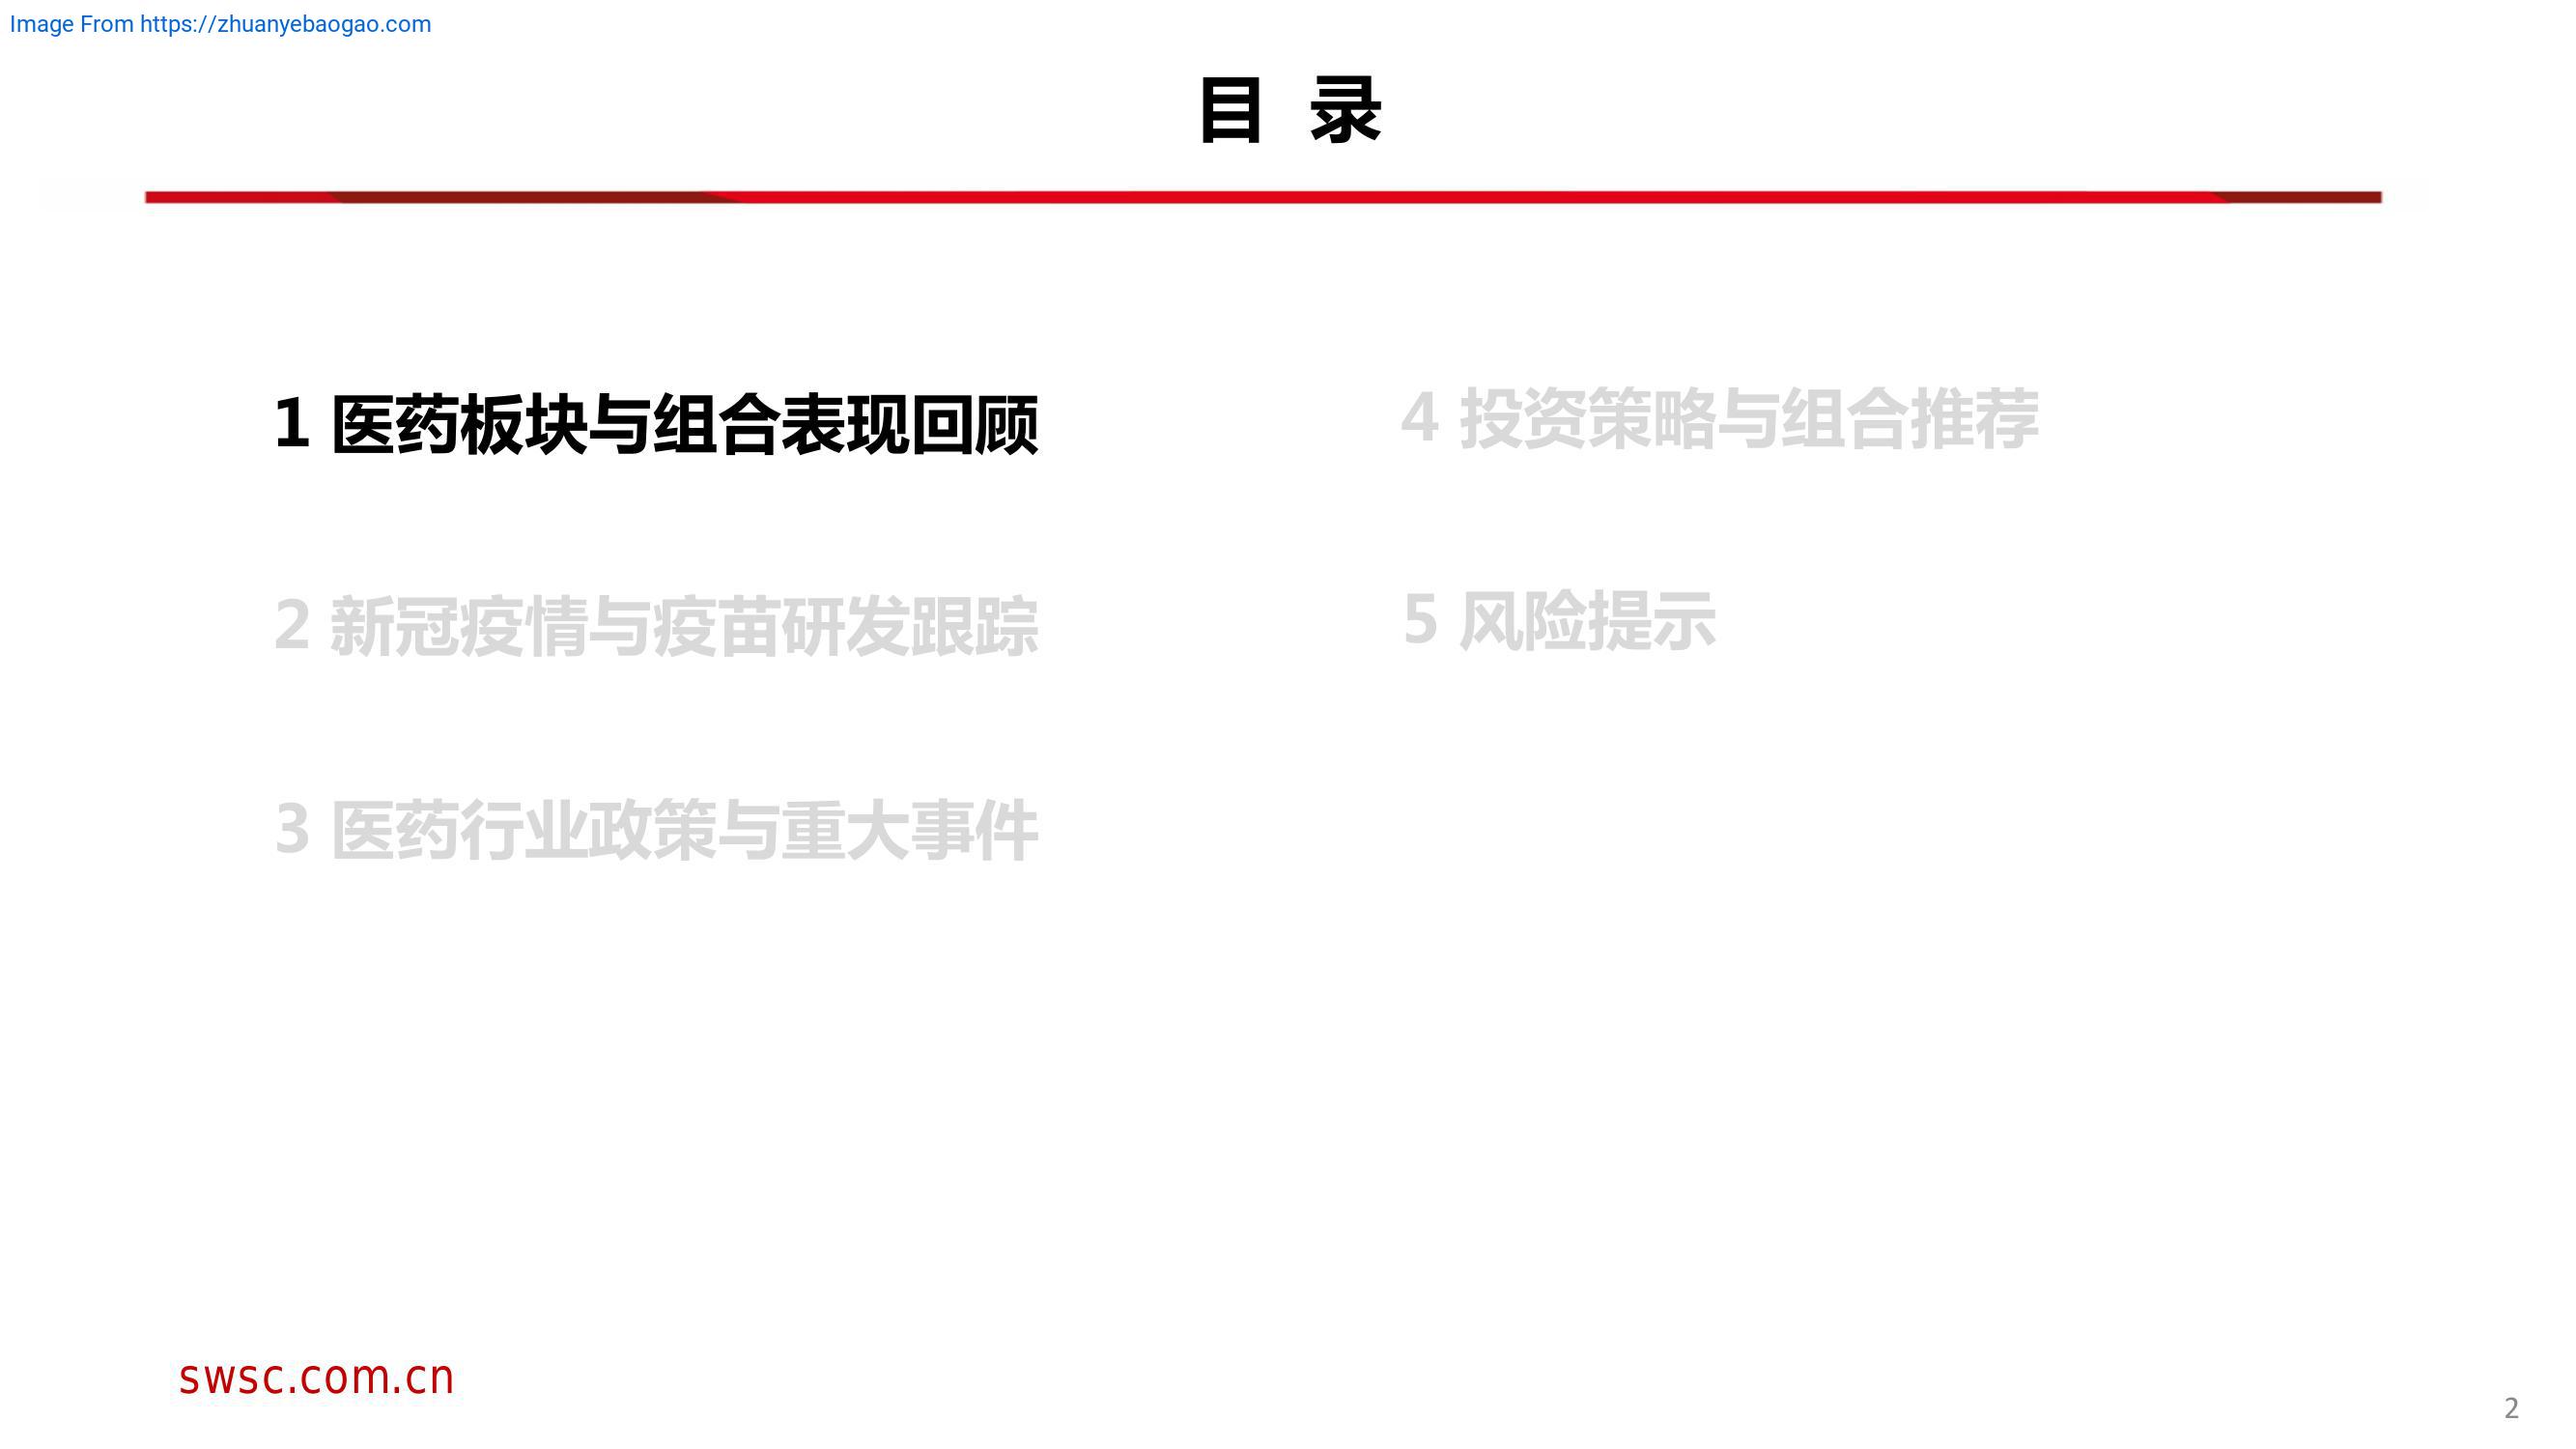 Image From https://zhuanyebaogao.com
目 录
1 医药板块与组合表现回顾
2 新冠疫情与疫苗研发跟踪
3 医药行业政策与重大事件
4 投资策略与组合推荐
5 风险提示
swsc.com.cn
2